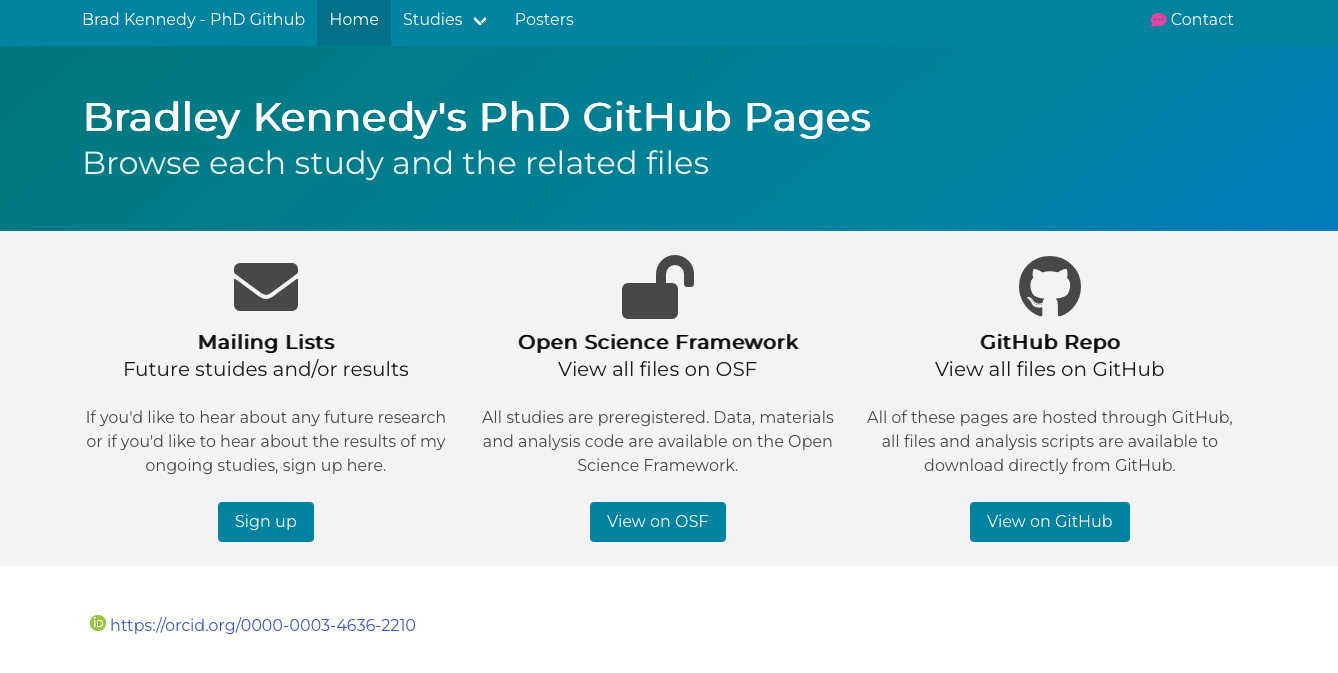 Brad Kennedy - PhD Github Home Studies Posters Contact
Bradley Kennedy's PhD GitHub Pages
Browse each study and the related files
Mailing Lists
Future stuides and/or results
If you'd like to hear about any future research
or if you'd like to hear about the results of my
ongoing studies, sign up here.
Sign up
Open Science Framework
View all files on OSF
All studies are preregistered. Data, materials
and analysis code are available on the Open
Science Framework.
View on OSF
GitHub Repo
View all files on GitHub
All of these pages are hosted through GitHub,
all files and analysis scripts are available to
download directly from GitHub.
View on GitHub
iD https://orcid.org/0000-0003-4636-2210